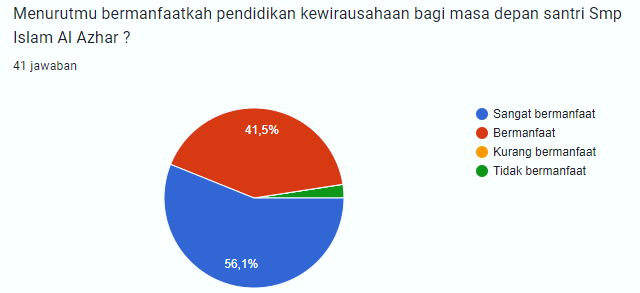 Menurutmu bermanfaatkah pendidikan kewirausahaan bagi masa depan santri Smp
Islam Al Azhar ?
41 jawaban
41,5%
56,1%
Sangat bermanfaat
Bermanfaat
Kurang bermanfaat
Tidak bermanfaat